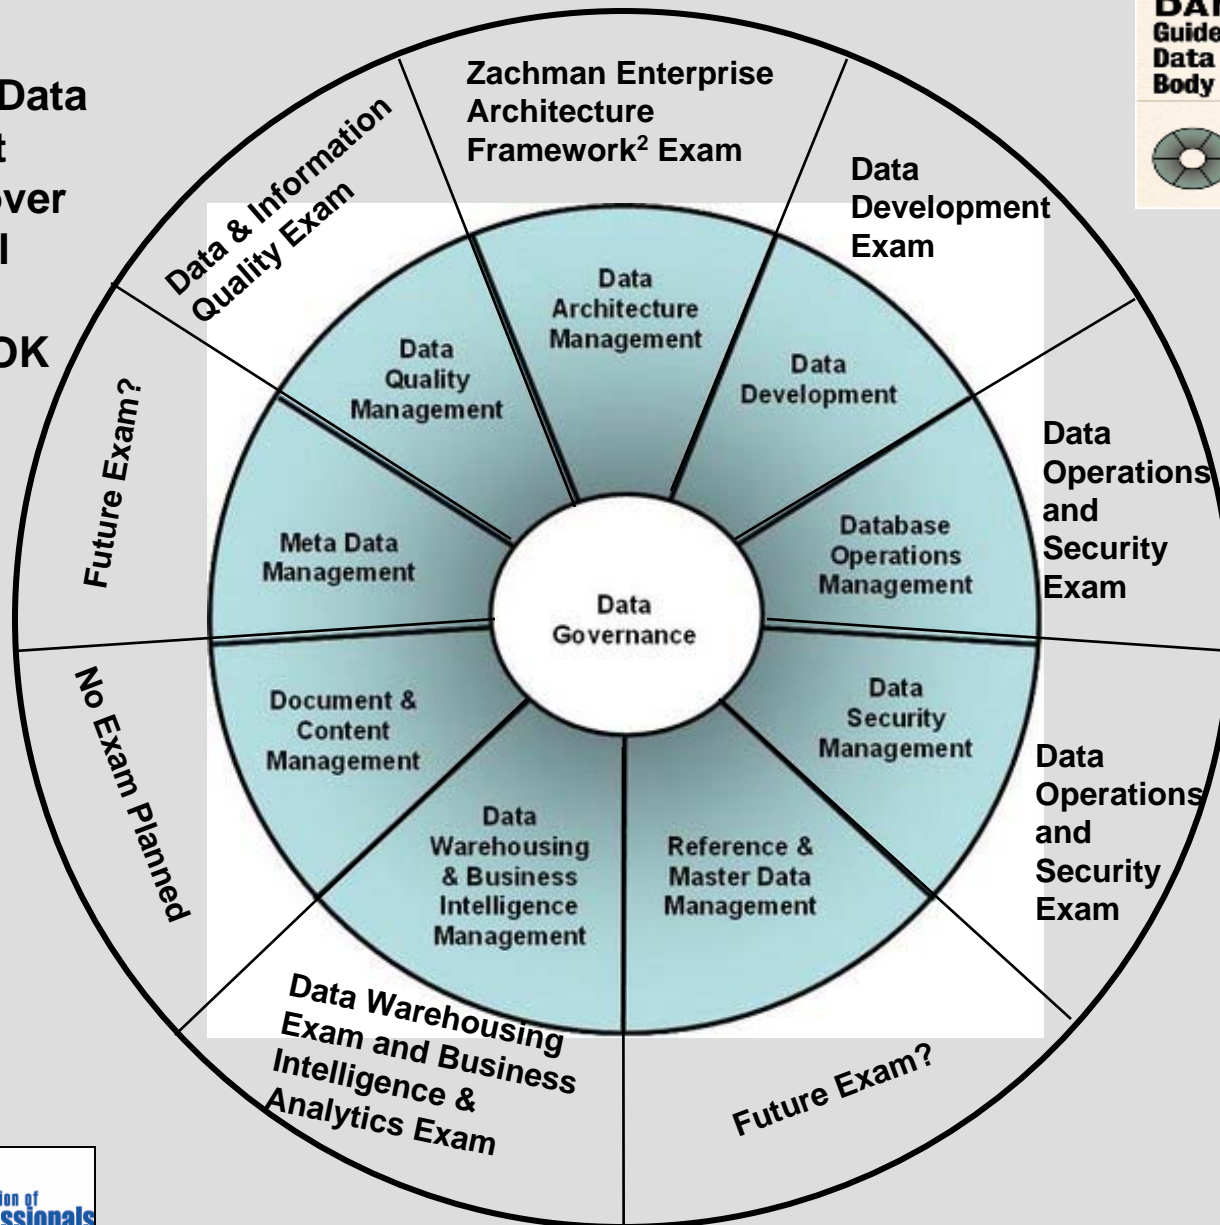 Data
over
OK
Guide
Data
Body
Zachman Enterprise
Architecture
Framework² Exam
Data
Development
Exam
Data
Operations
and
Security
Exam
Data
Operations
and
Security
Exam
Future Exam?
Data Warehousing
Exam and Business
Intelligence &
Analytics Exam
No Exam Planned
Future Exam?
Data & Information
Quality Exam
Data
Architecture
Management
Data
Development
Database
Operations
Management
Data
Security
Management
Reference &
Master Data
Management
Data
Warehousing
& Business
Intelligence
Management
Document &
Content
Management
Meta Data
Management
Data
Quality
Management
Data
Governance
of